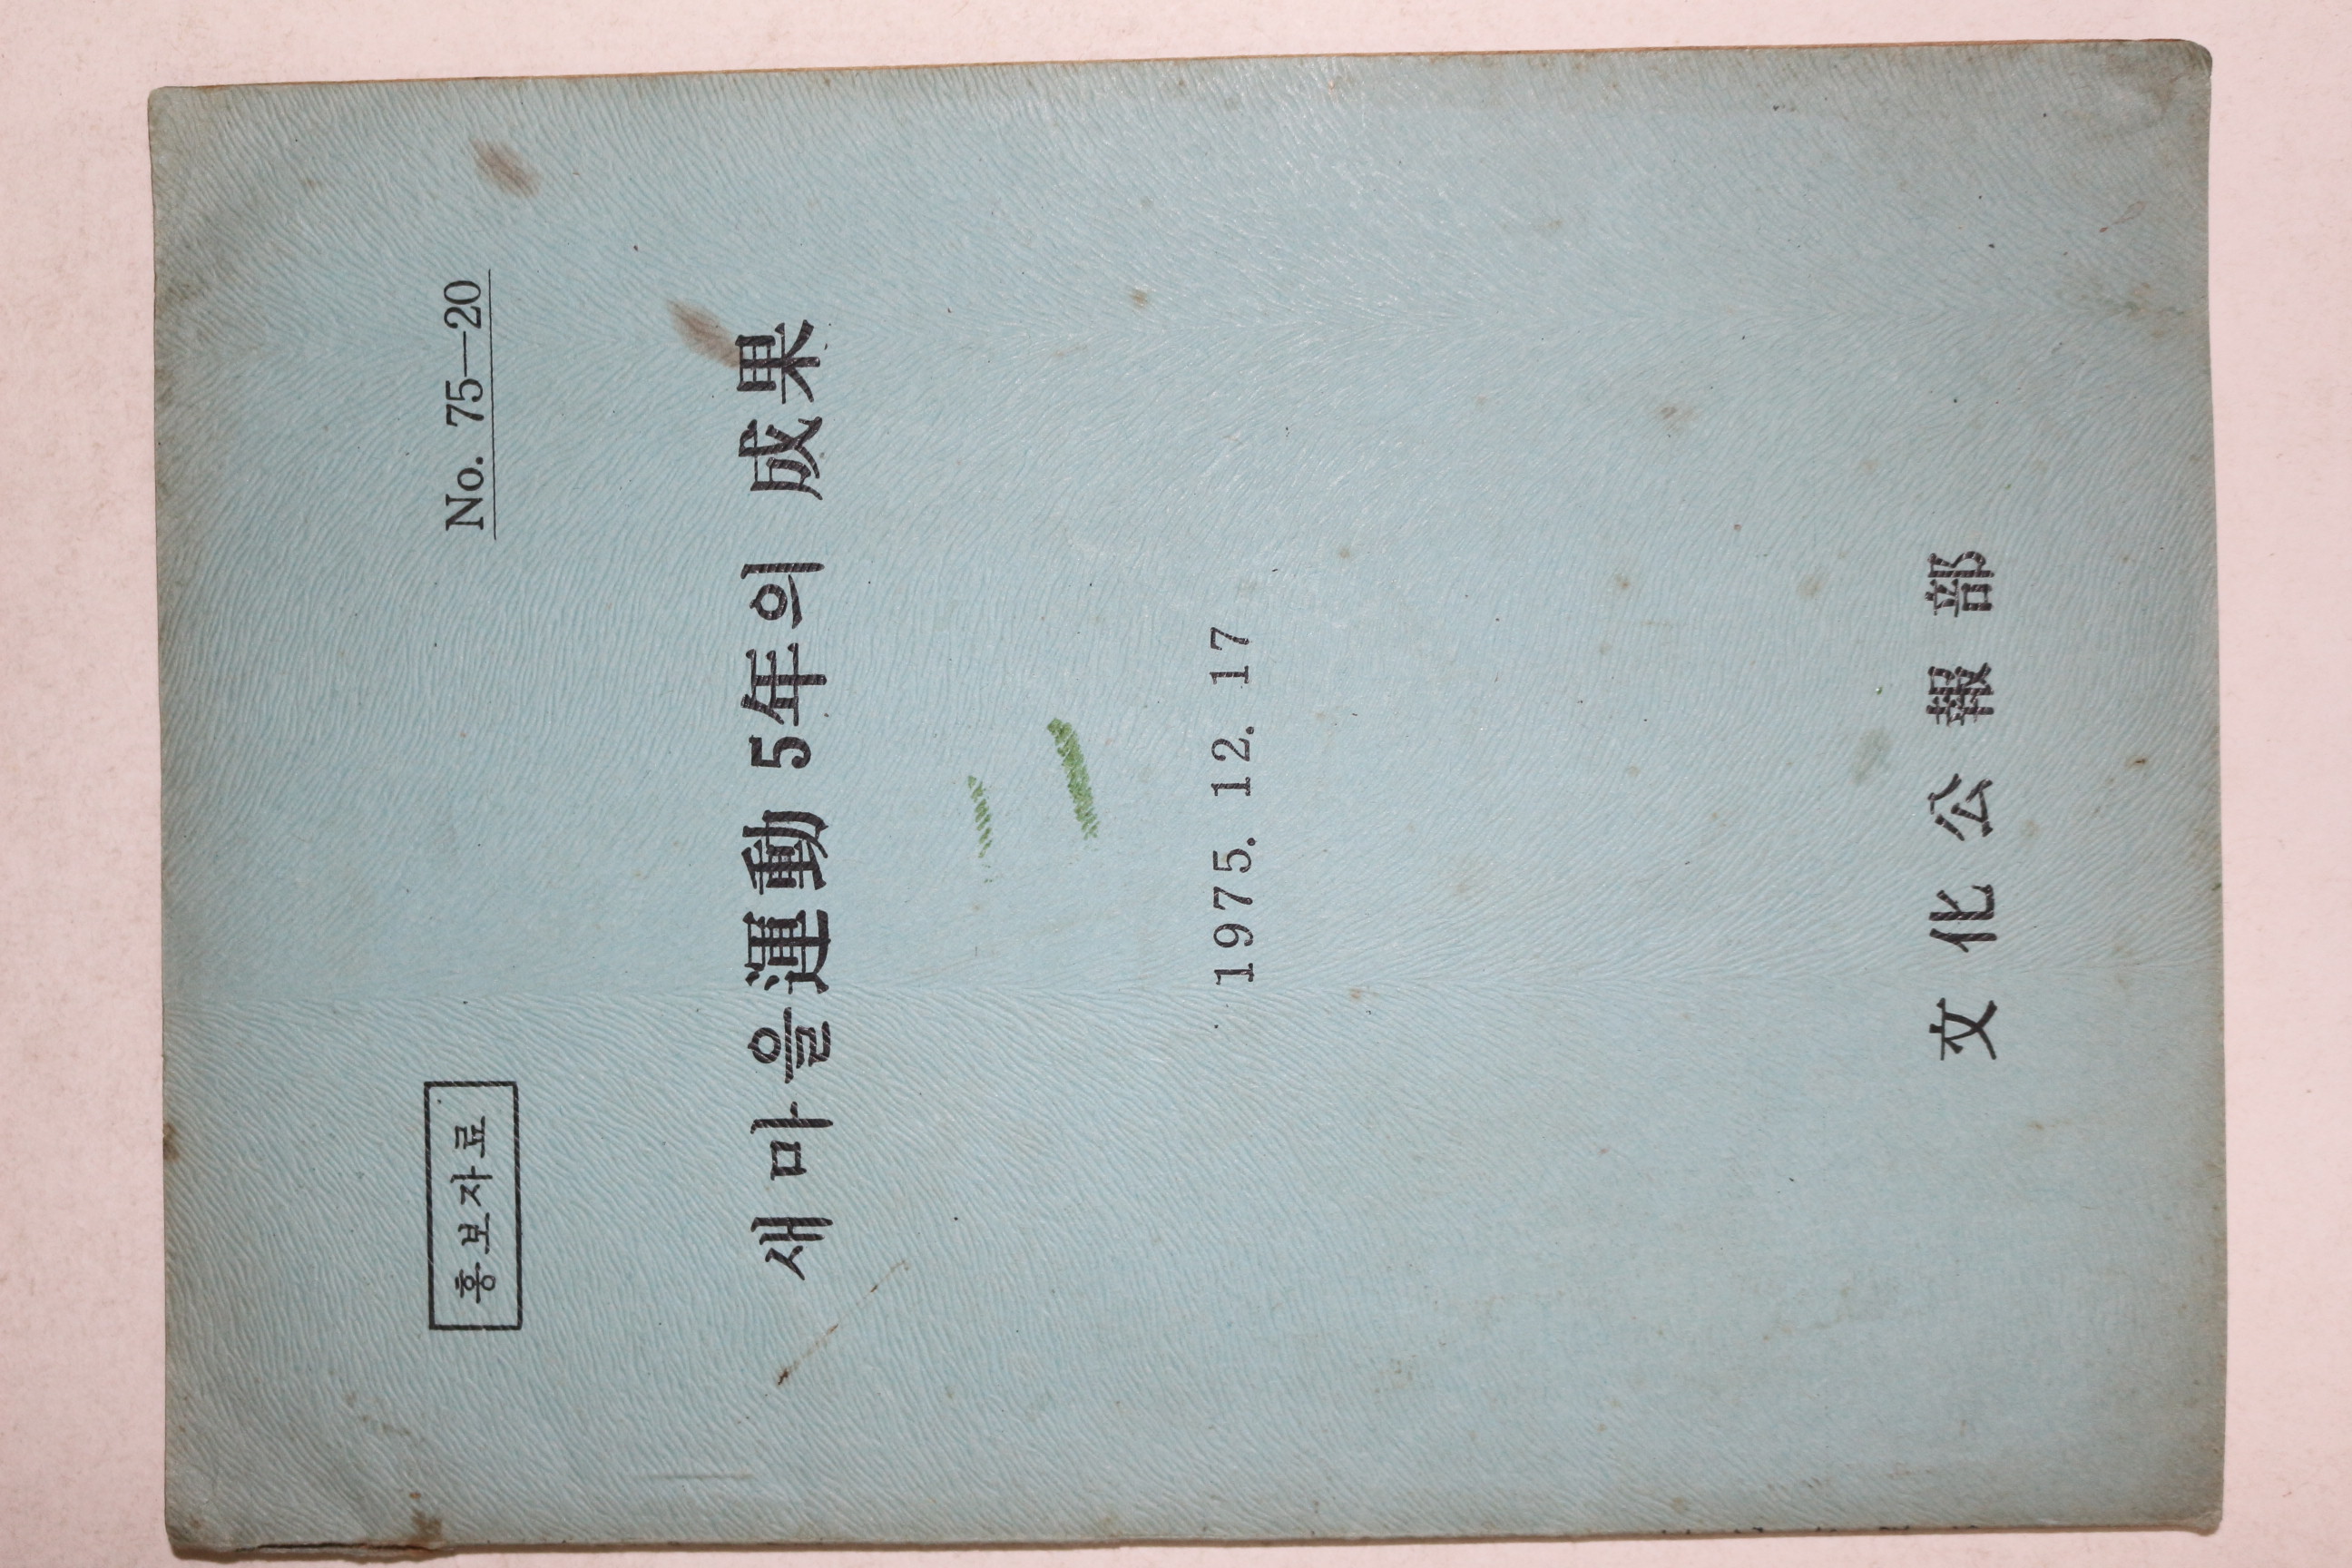 홍보자료
No. 75—20
새마을運動 5年의 成果
1975. 12. 17
文化公報部